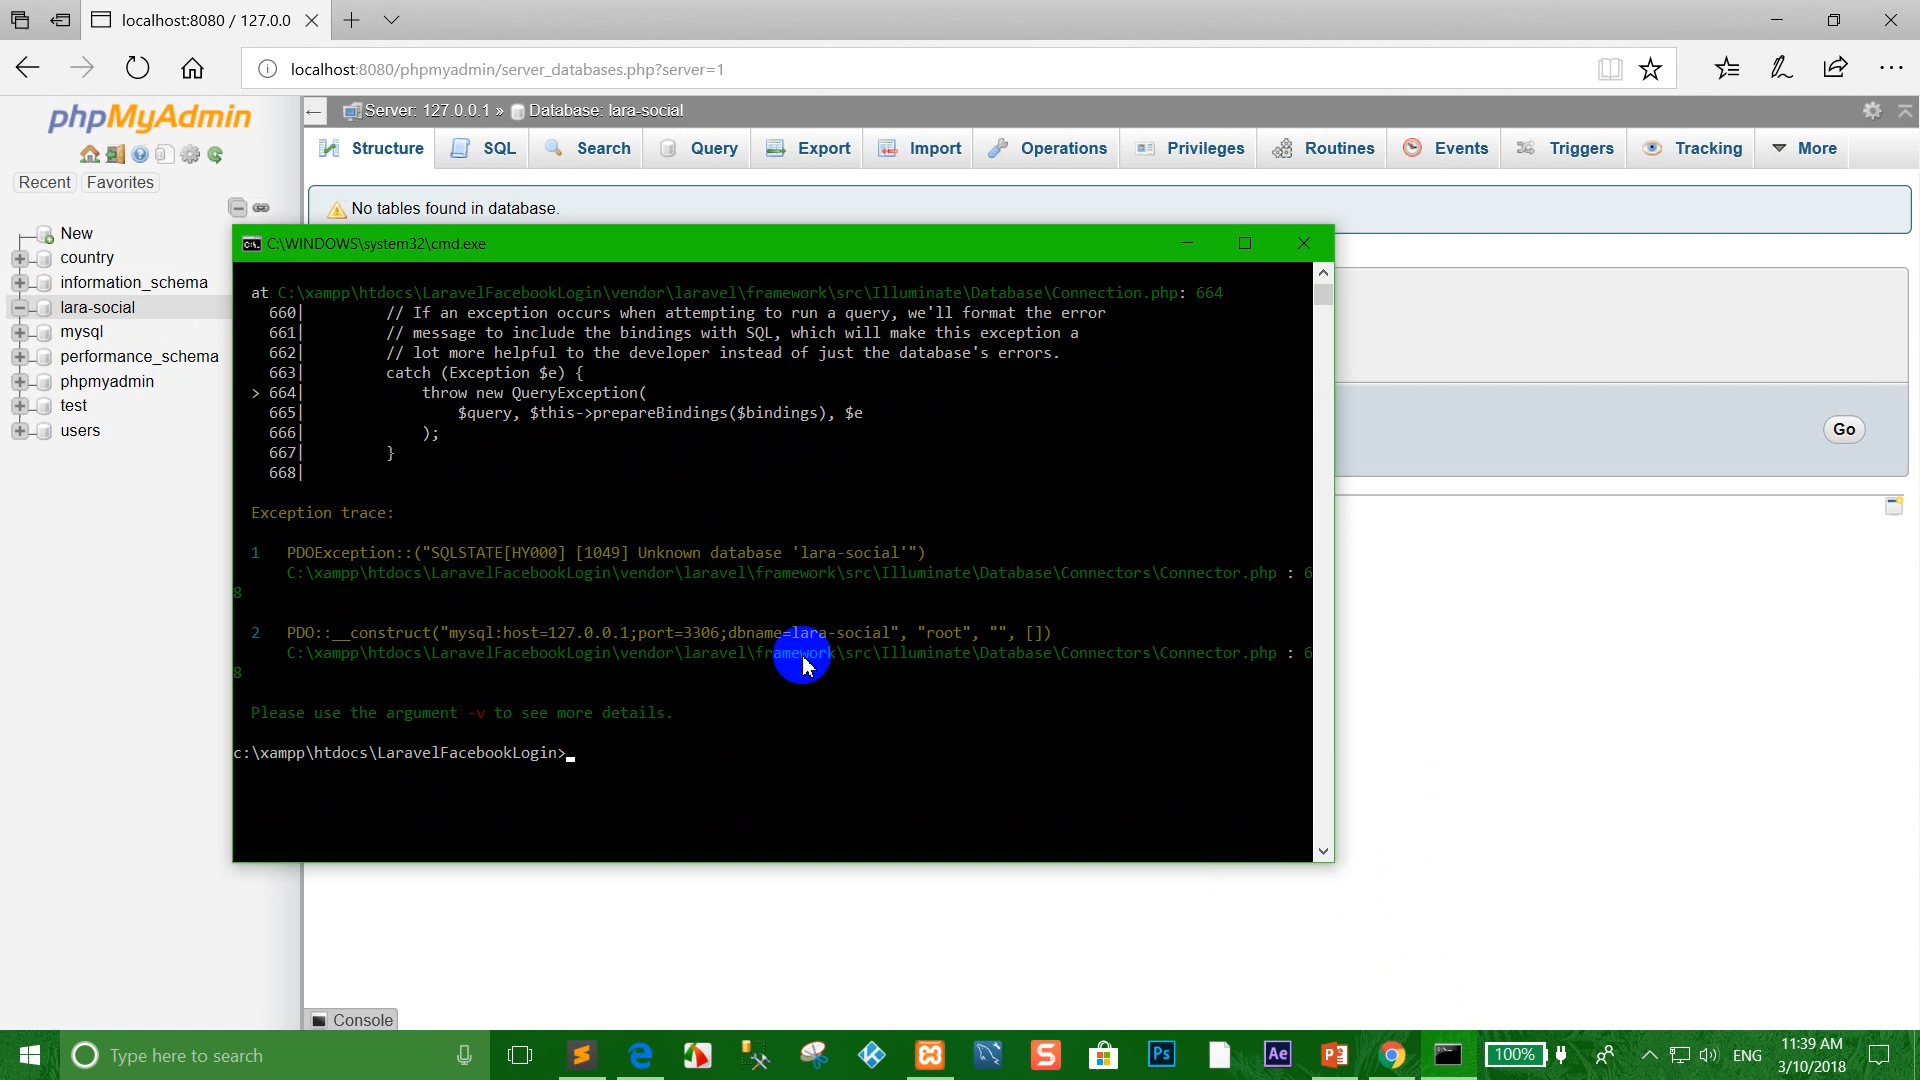 localhost:8080 / 127.0.0
localhost:8080/phpmyadmin/server_databases.php?server=1
phpMyAdmin
Server: 127.0.0.1 » Database: lara-social
Structure SQL Search Query Export Import Operations Privileges Routines Events Triggers Tracking More
Recent Favorites
No tables found in database.
New
country
information_schema
lara-social
mysql
performance_schema
phpmyadmin
test
users
Go
C:\WINDOWS\system32\cmd.exe
at C:\xampp\htdocs\LaravelFacebookLogin\vendor\laravel\framework\src\Illuminate\Database\Connection.php: 664
660| // If an exception occurs when attempting to run a query, we'll format the error
661| // message to include the bindings with SQL, which will make this exception a
662| // lot more helpful to the developer instead of just the database's errors.
663| catch (Exception $e) {
> 664| throw new QueryException(
665| $query, $this->prepareBindings($bindings), $e
666| );
667| }
668|
Exception trace:
1 PDOException::("SQLSTATE[HY000] [1049] Unknown database 'lara-social'")
C:\xampp\htdocs\LaravelFacebookLogin\vendor\laravel\framework\src\Illuminate\Database\Connectors\Connector.php : 6
8
2 PDO::__construct("mysql:host=127.0.0.1;port=3306;dbname=lara-social", "root", "", [])
C:\xampp\htdocs\LaravelFacebookLogin\vendor\laravel\framework\src\Illuminate\Database\Connectors\Connector.php : 6
8
Please use the argument -v to see more details.
c:\xampp\htdocs\LaravelFacebookLogin>
Console
Type here to search
Ps
Ae
100%
ENG
11:39 AM
3/10/2018